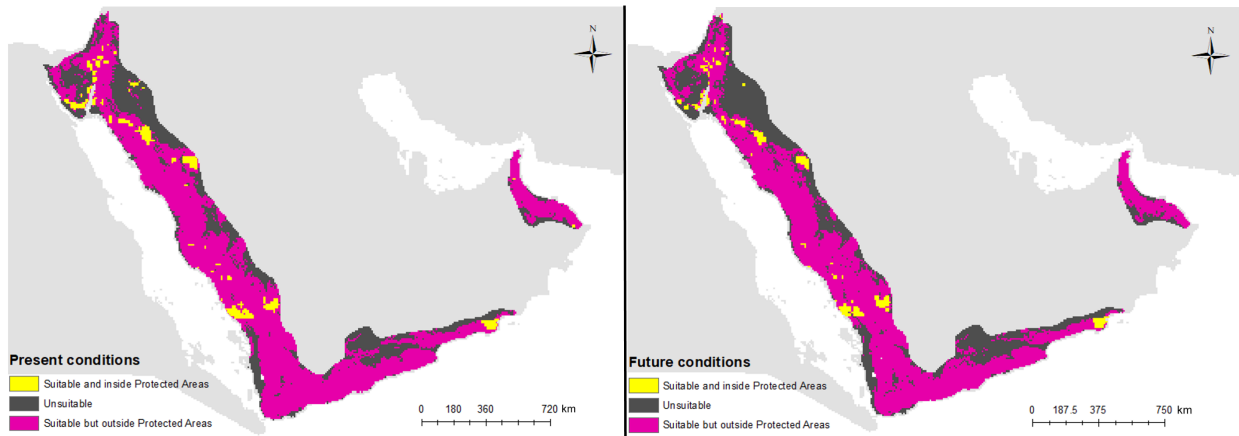 N
Present conditions
Suitable and inside Protected Areas
Unsuitable
Suitable but outside Protected Areas
0 180 360 720 km
N
Future conditions
Suitable and inside Protected Areas
Unsuitable
Suitable but outside Protected Areas
0 187.5 375 750 km